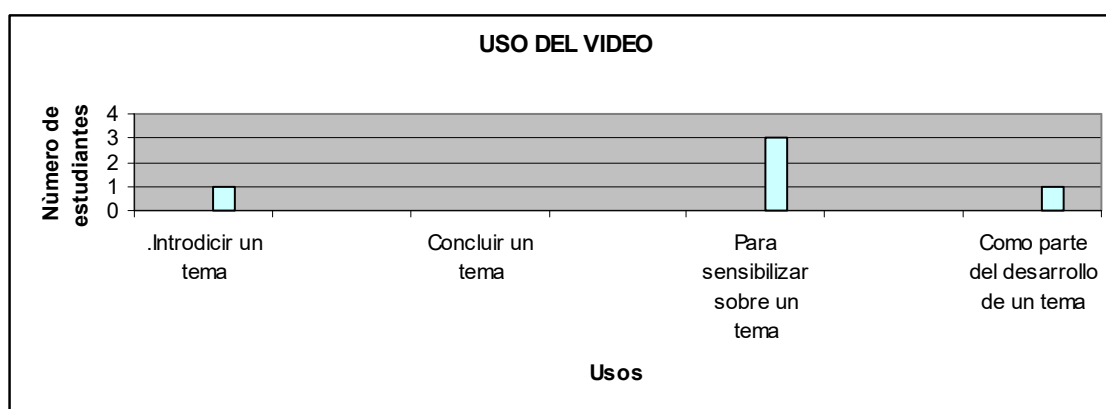 USO DEL VIDEO
Nùmero de
estudiantes
4
3
2
1
0
.Introdicir un
tema
Concluir un
tema
Para
sensibilizar
sobre un
tema
Como parte
del desarrollo
de un tema
Usos